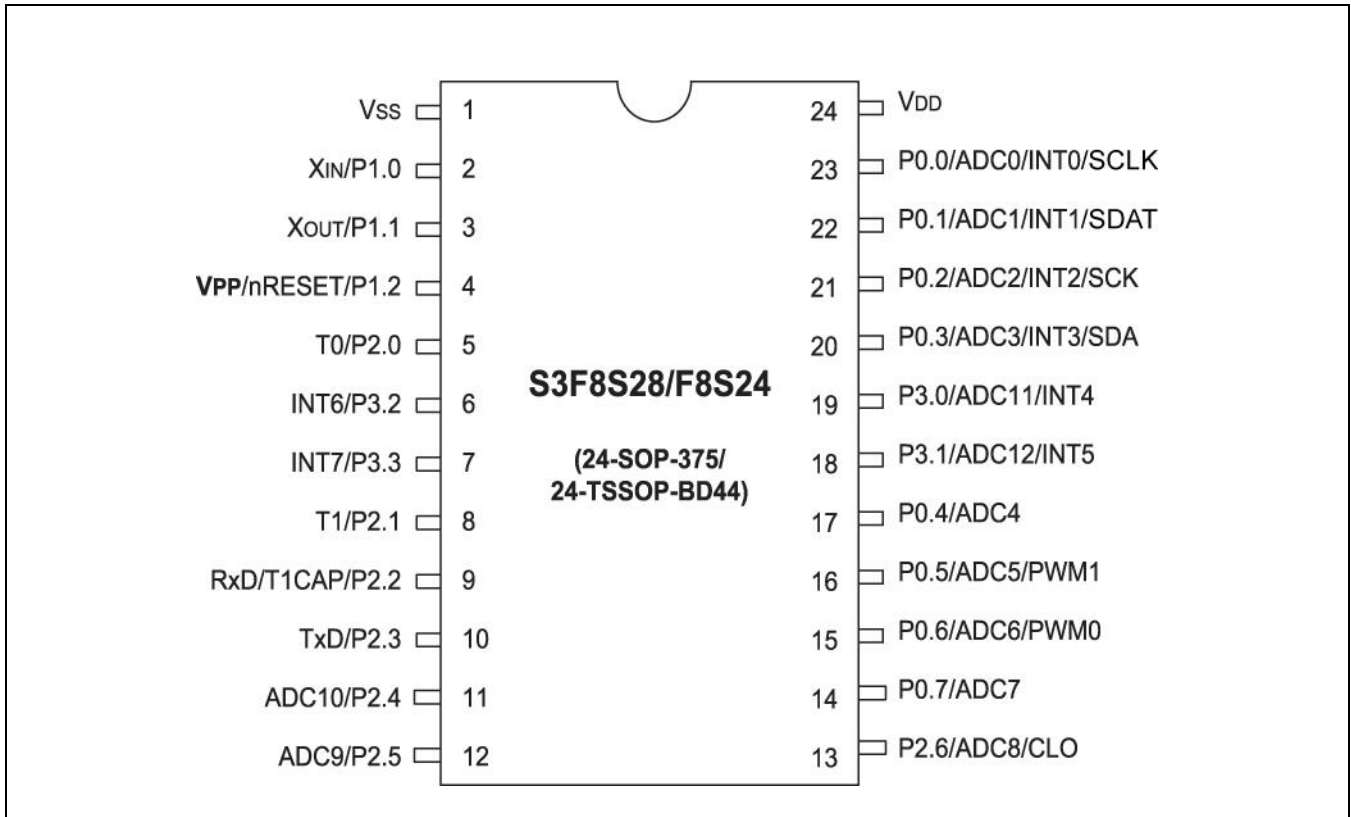 Vss 1
XIN/P1.0 2
XOUT/P1.1 3
VPP/nRESET/P1.2 4
T0/P2.0 5
INT6/P3.2 6
INT7/P3.3 7
T1/P2.1 8
RxD/T1CAP/P2.2 9
TxD/P2.3 10
ADC10/P2.4 11
ADC9/P2.5 12
S3F8S28/F8S24
(24-SOP-375/
24-TSSOP-BD44)
24 VDD
23 P0.0/ADC0/INT0/SCLK
22 P0.1/ADC1/INT1/SDAT
21 P0.2/ADC2/INT2/SCK
20 P0.3/ADC3/INT3/SDA
19 P3.0/ADC11/INT4
18 P3.1/ADC12/INT5
17 P0.4/ADC4
16 P0.5/ADC5/PWM1
15 P0.6/ADC6/PWM0
14 P0.7/ADC7
13 P2.6/ADC8/CLO